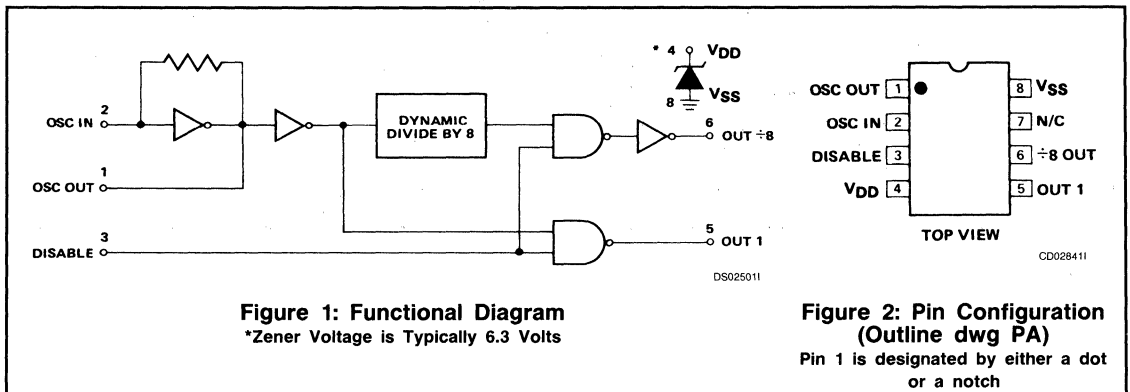 * 4 VDD
VSS
8
2
OSC IN
DYNAMIC
DIVIDE BY 8
6
OUT ÷8
1
OSC OUT
3
DISABLE
5
OUT 1
DS02501I
Figure 1: Functional Diagram
*Zener Voltage is Typically 6.3 Volts
OSC OUT 1
8 VSS
OSC IN 2
7 N/C
DISABLE 3
6 ÷8 OUT
VDD 4
5 OUT 1
TOP VIEW
CD02841I
Figure 2: Pin Configuration
(Outline dwg PA)
Pin 1 is designated by either a dot
or a notch